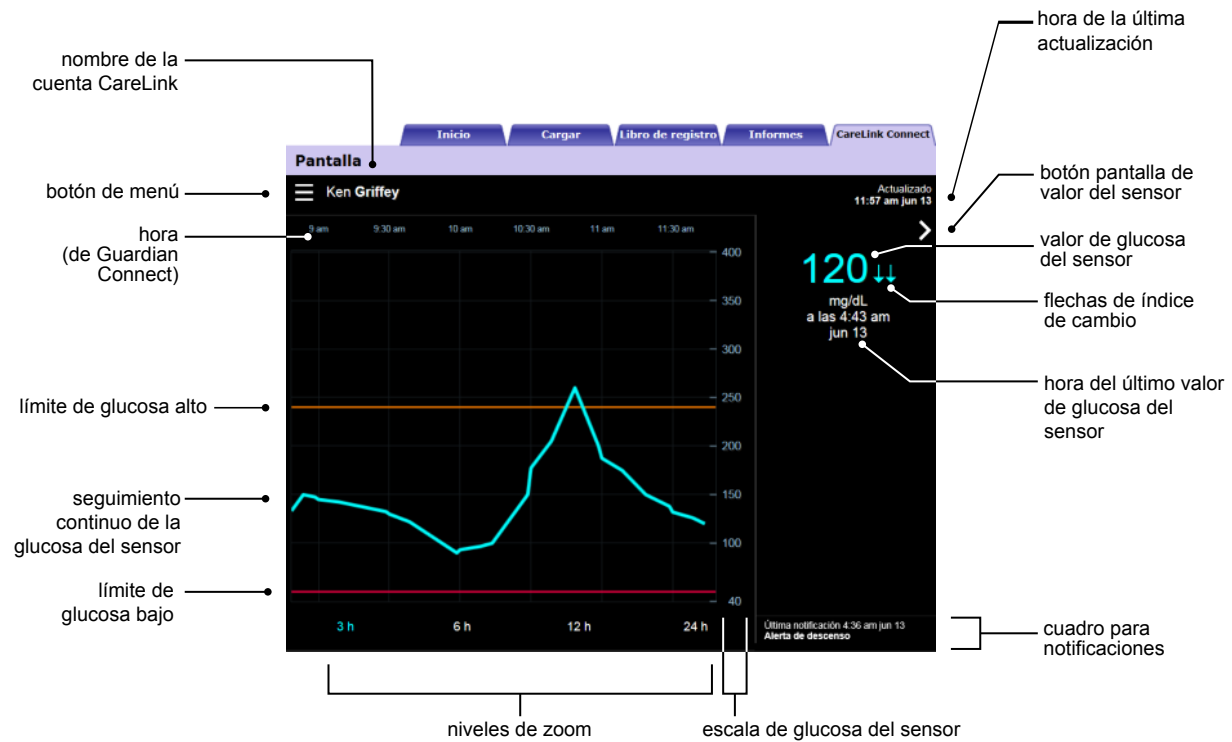 hora de la última
actualización
nombre de la
cuenta CareLink
Inicio
Cargar
Libro de registro
Informes
CareLink Connect
Pantalla
botón de menú
Ken Griffey
Actualizado
11:57 am jun 13
botón pantalla de
valor del sensor
hora
(de Guardian
Connect)
9 am
9:30 am
10 am
10:30 am
11 am
11:30 am
valor de glucosa
del sensor
120↓↓
mg/dL
a las 4:43 am
jun 13
flechas de índice
de cambio
hora del último valor
de glucosa del
sensor
400
350
300
250
200
150
100
40
límite de glucosa alto
seguimiento
continuo de la
glucosa del sensor
límite de
glucosa bajo
3 h
6 h
12 h
24 h
Última notificación 4:36 am jun 13
Alerta de descenso
cuadro para
notificaciones
niveles de zoom
escala de glucosa del sensor